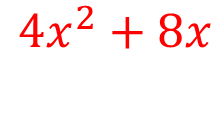 4x² + 8x